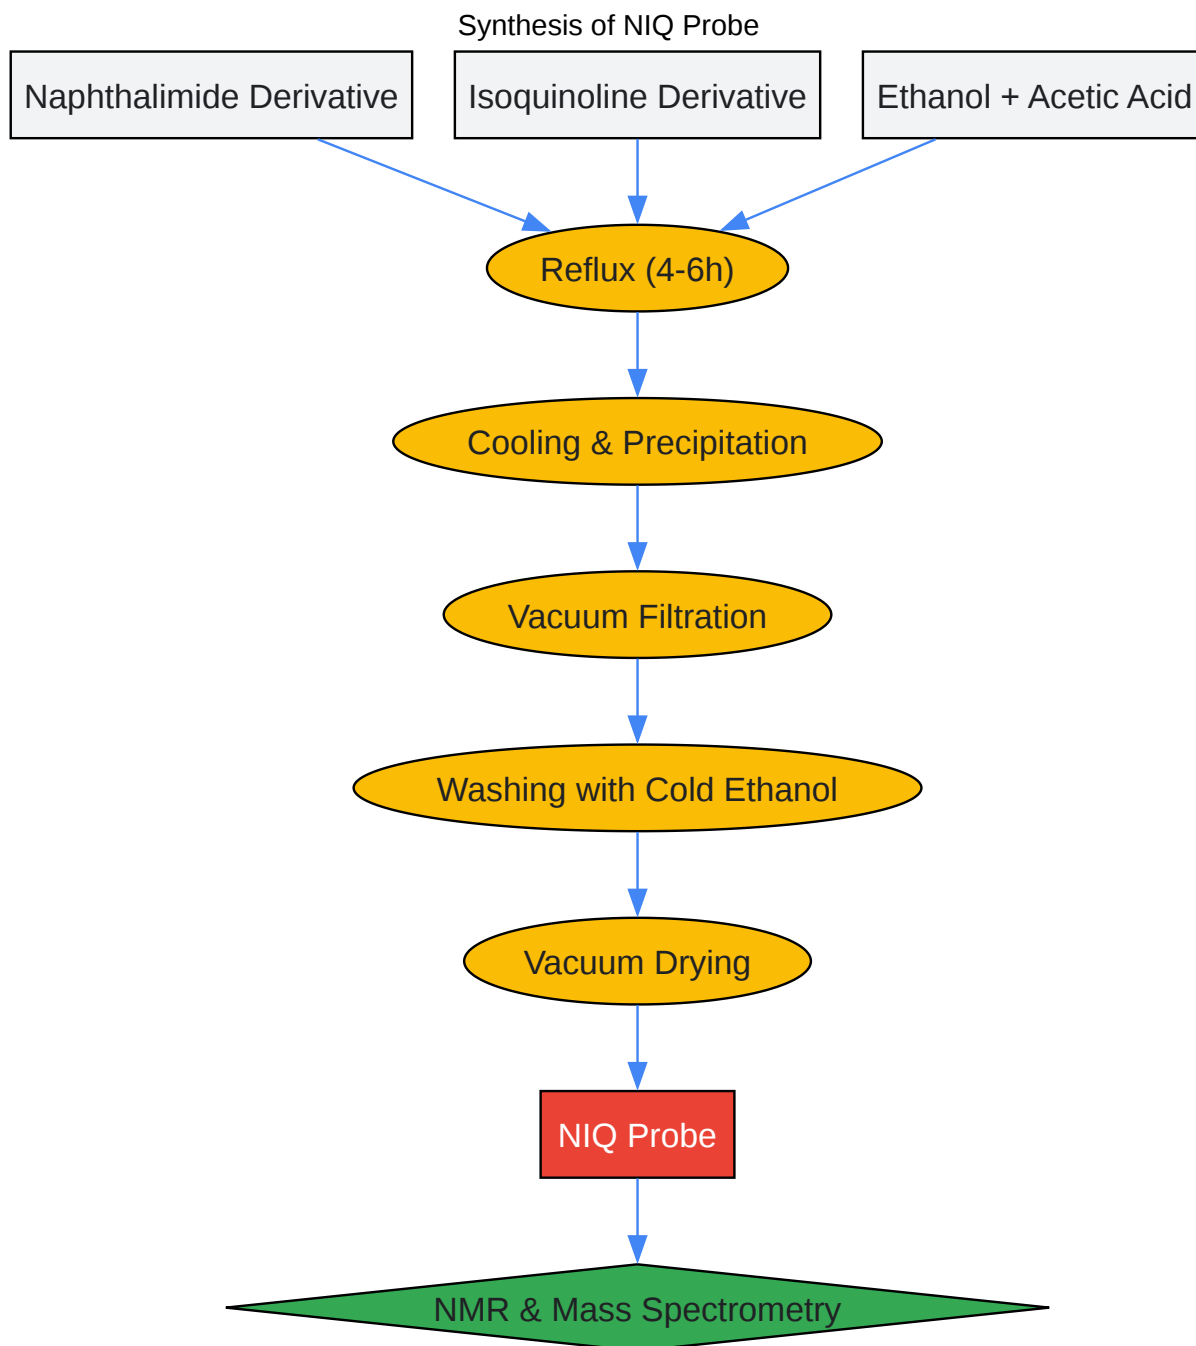 Synthesis of NIQ Probe
Naphthalimide Derivative
Isoquinoline Derivative
Ethanol + Acetic Acid
Reflux (4-6h)
Cooling & Precipitation
Vacuum Filtration
Washing with Cold Ethanol
Vacuum Drying
NIQ Probe
NMR & Mass Spectrometry